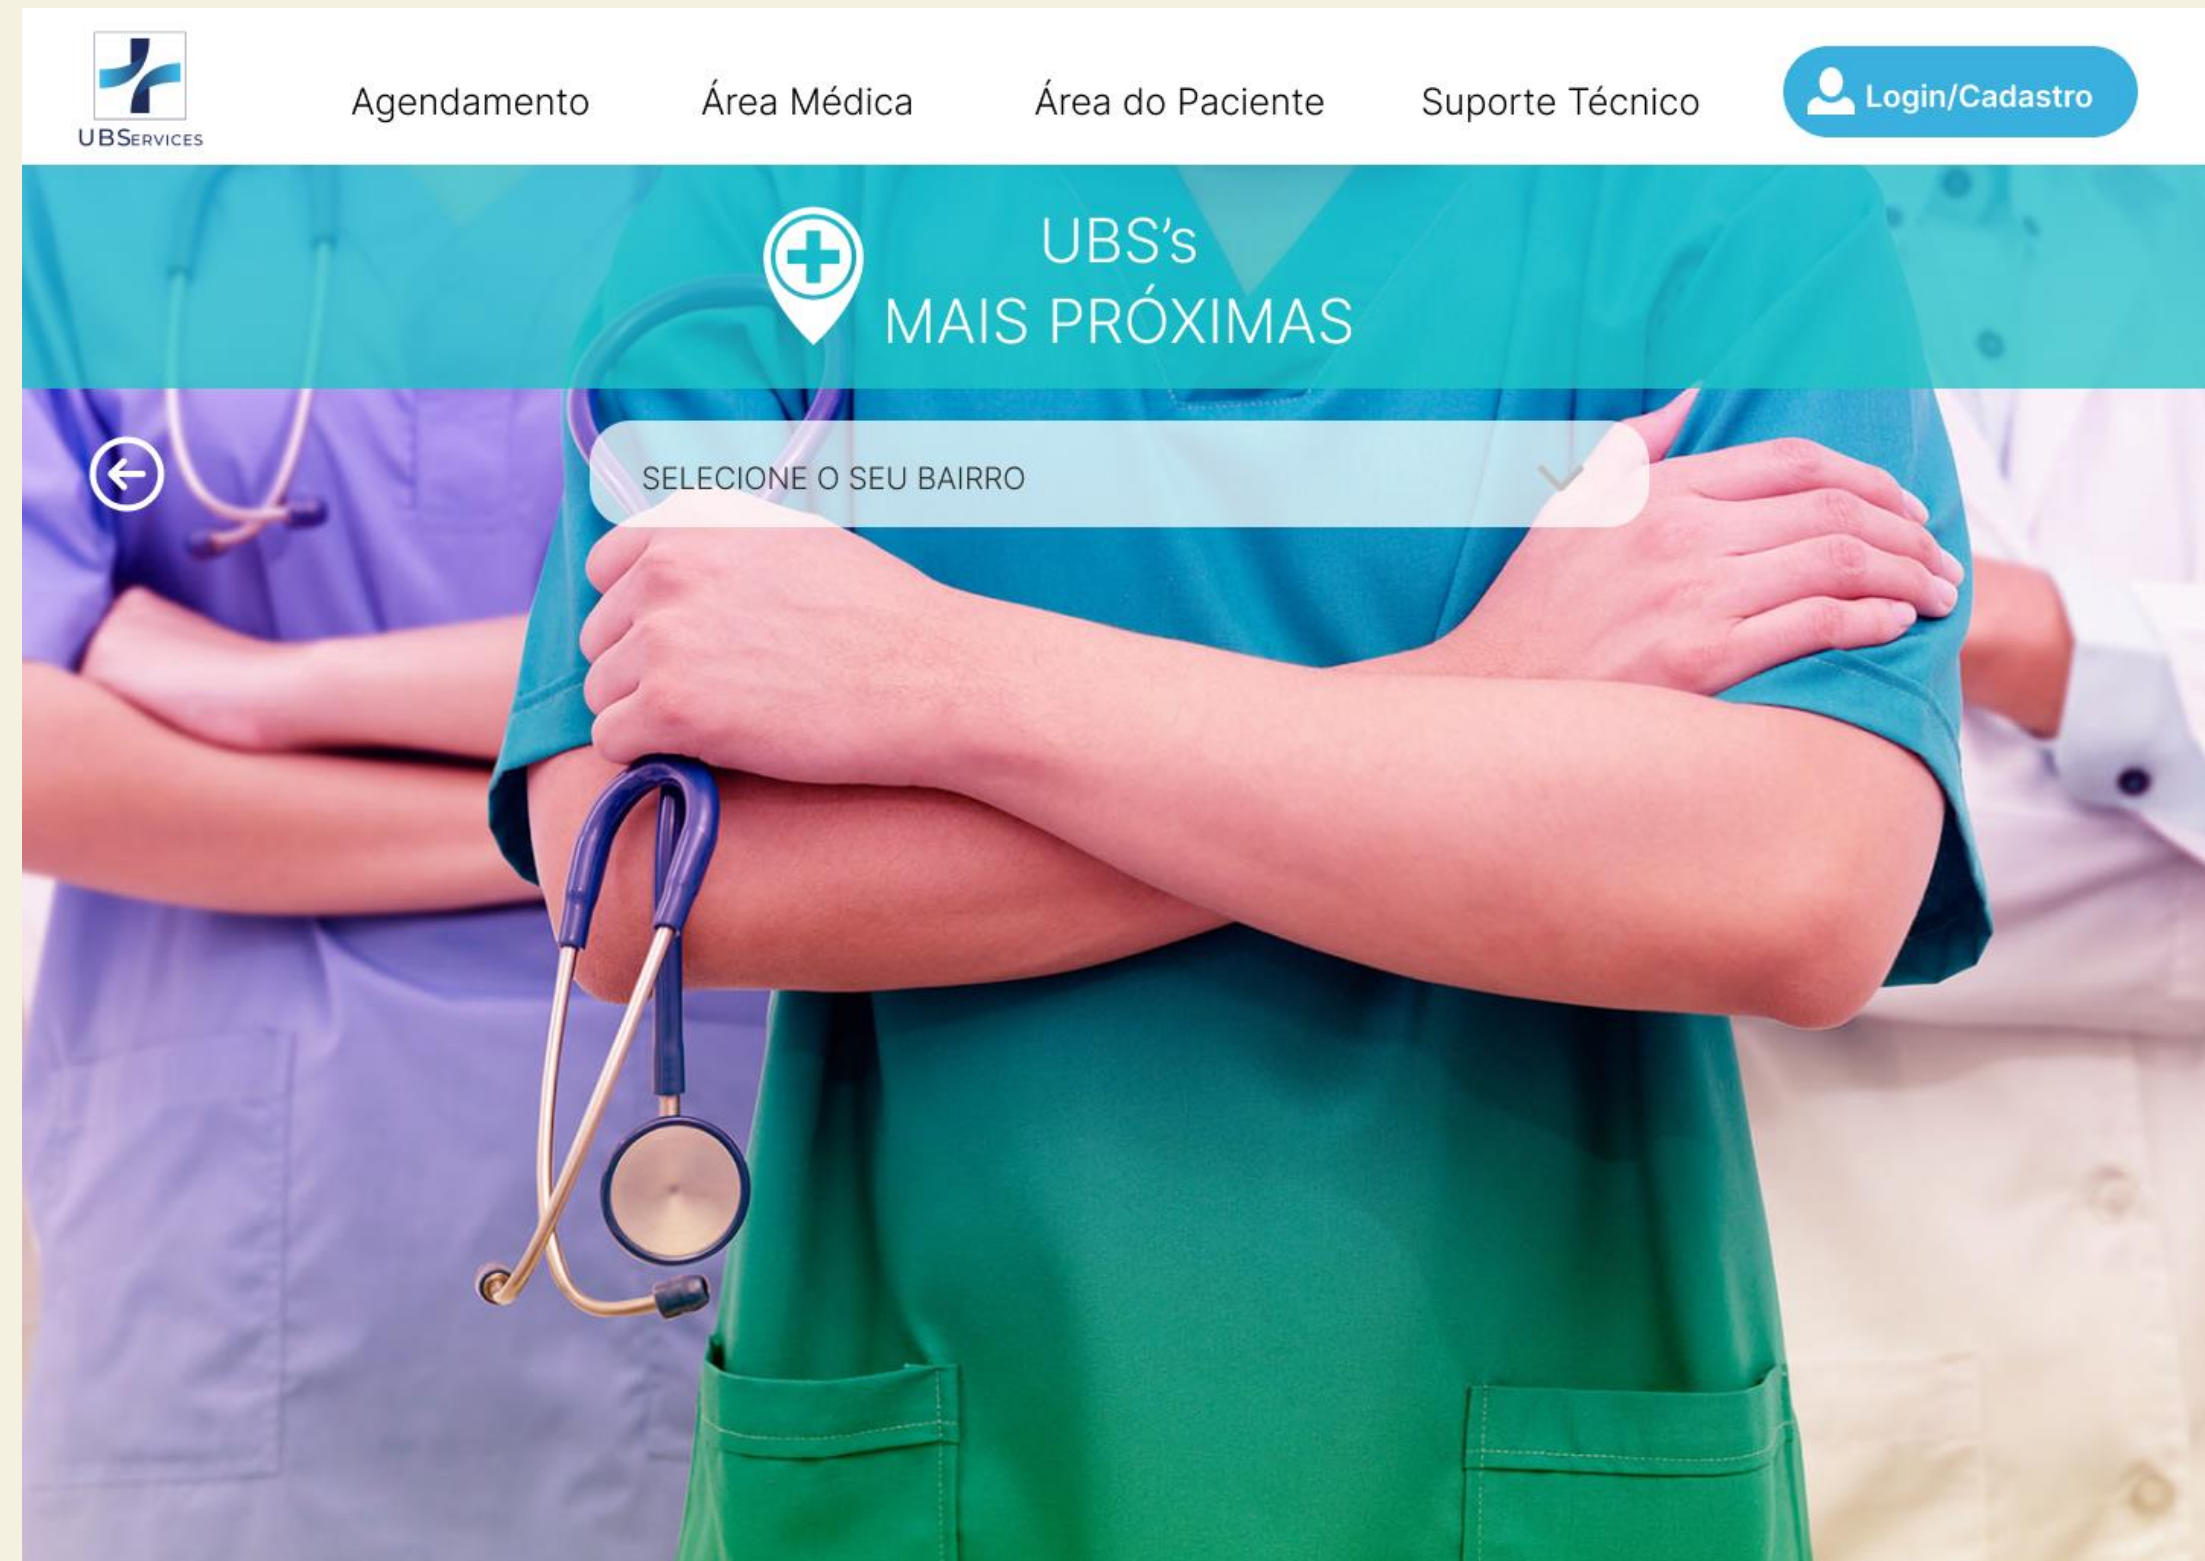 UBSERVICES
Agendamento
Área Médica
Área do Paciente
Suporte Técnico
Login/Cadastro
UBS’s
MAIS PRÓXIMAS
SELECIONE O SEU BAIRRO